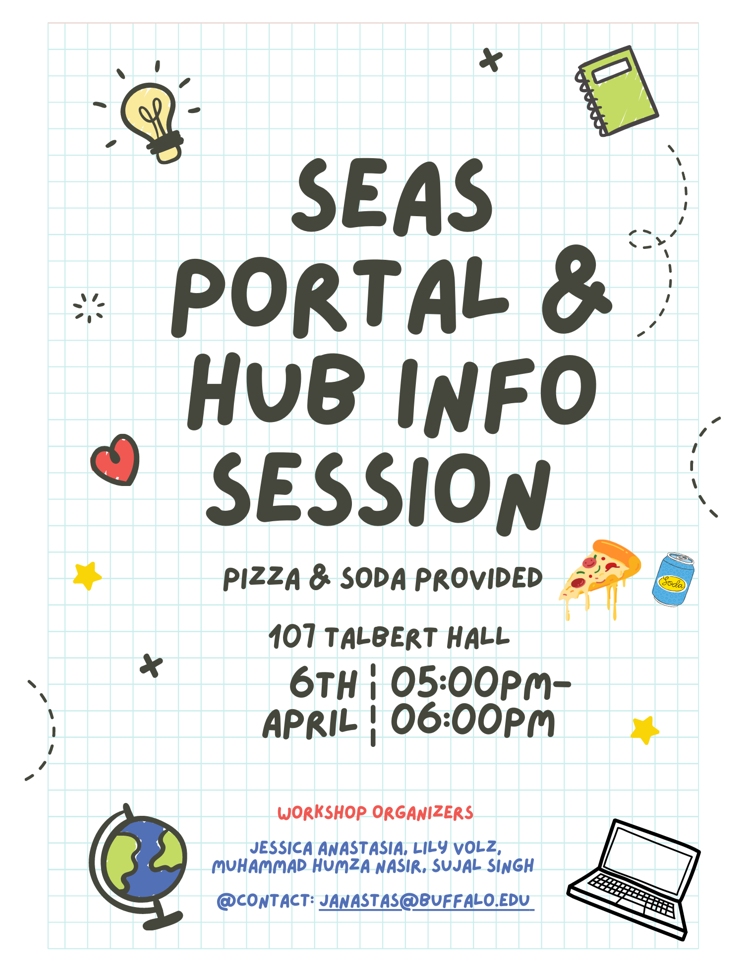 SEAS
PORTAL &
HUB INFO
SESSION
PIZZA & SODA PROVIDED
Soda
107 TALBERT HALL
6TH
APRIL
05:00PM-
06:00PM
WORKSHOP ORGANIZERS
JESSICA ANASTASIA, LILY VOLZ,
MUHAMMAD HUMZA NASIR, SUJAL SINGH
@CONTACT: JANASTAS@BUFFALO.EDU